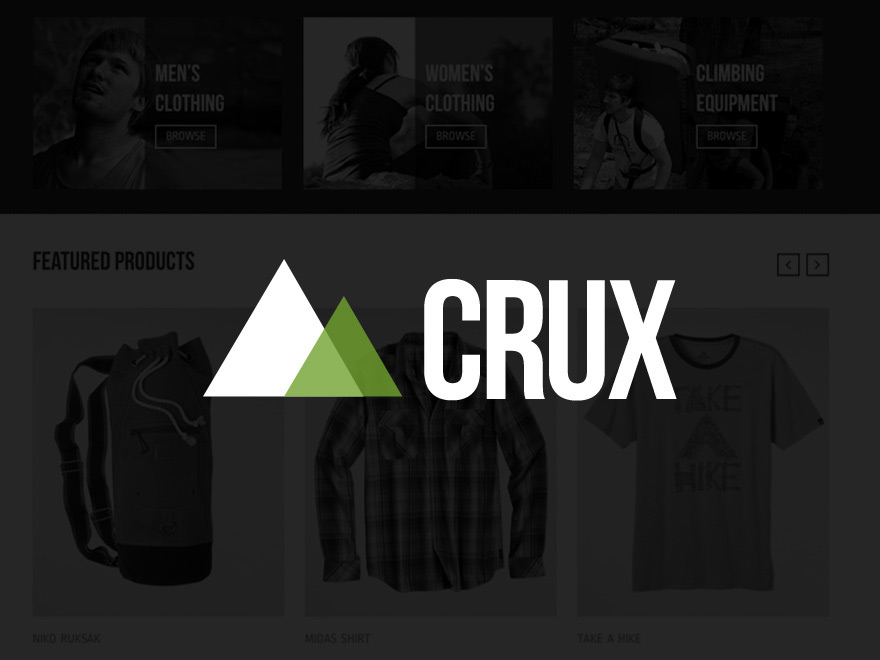 MEN'S
CLOTHING
BROWSE
WOMEN'S
CLOTHING
BROWSE
CLIMBING
EQUIPMENT
BROWSE
FEATURED PRODUCTS
CRUX
TAKE
A
HIKE
NIKO RUKSAK
MIDAS SHIRT
TAKE A HIKE